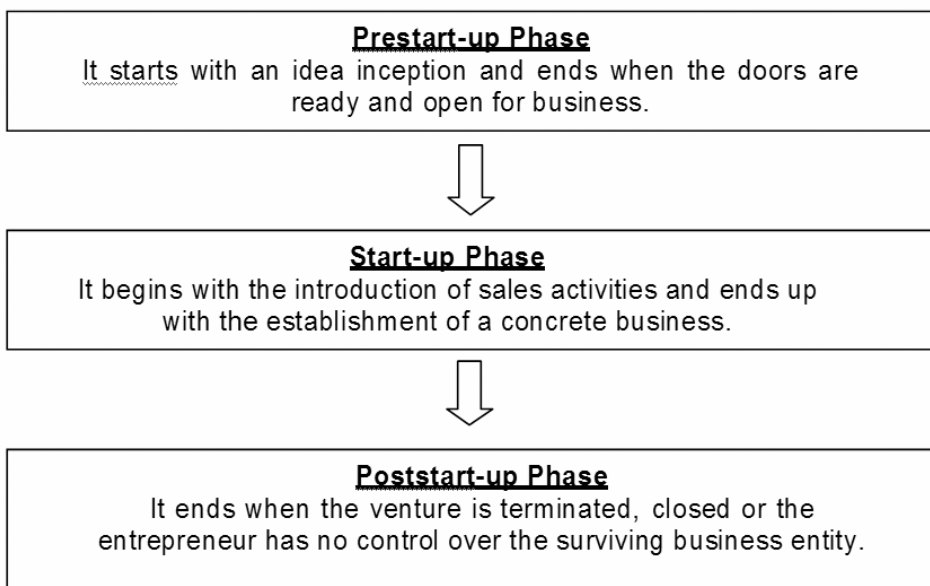 Prestart-up Phase
It starts with an idea inception and ends when the doors are
ready and open for business.
Start-up Phase
It begins with the introduction of sales activities and ends up
with the establishment of a concrete business.
Poststart-up Phase
It ends when the venture is terminated, closed or the
entrepreneur has no control over the surviving business entity.